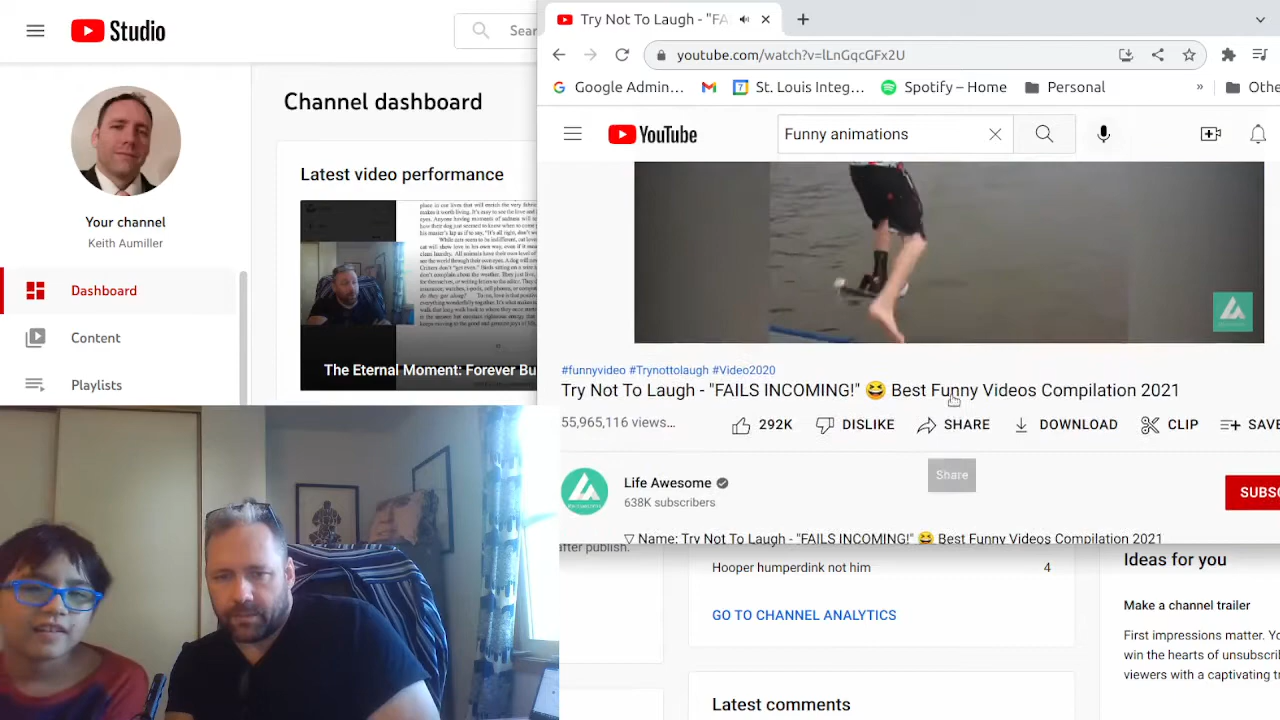 Studio
Sear
Try Not To Laugh - "FA
youtube.com/watch?v=lLnGqcGFx2U
Google Admin...
St. Louis Integ...
Spotify – Home
Personal
»
Othe
YouTube
Funny animations
Channel dashboard
Latest video performance
Your channel
Keith Aumiller
Dashboard
Content
Playlists
The Eternal Moment: Forever Bu
#funnyvideo #Trynottolaugh #Video2020
Try Not To Laugh - "FAILS INCOMING!" 😆 Best Funny Videos Compilation 2021
55,965,116 views...
292K
DISLIKE
SHARE
DOWNLOAD
CLIP
SAVE
Share
Life Awesome
638K subscribers
SUBSC
▽ Name: Try Not To Laugh - "FAILS INCOMING!" 😆 Best Funny Videos Compilation 2021
after publish.
Hooper humperdink not him
4
GO TO CHANNEL ANALYTICS
Latest comments
Ideas for you
Make a channel trailer
First impressions matter. Yo
win the hearts of unsubscri
viewers with a captivating t